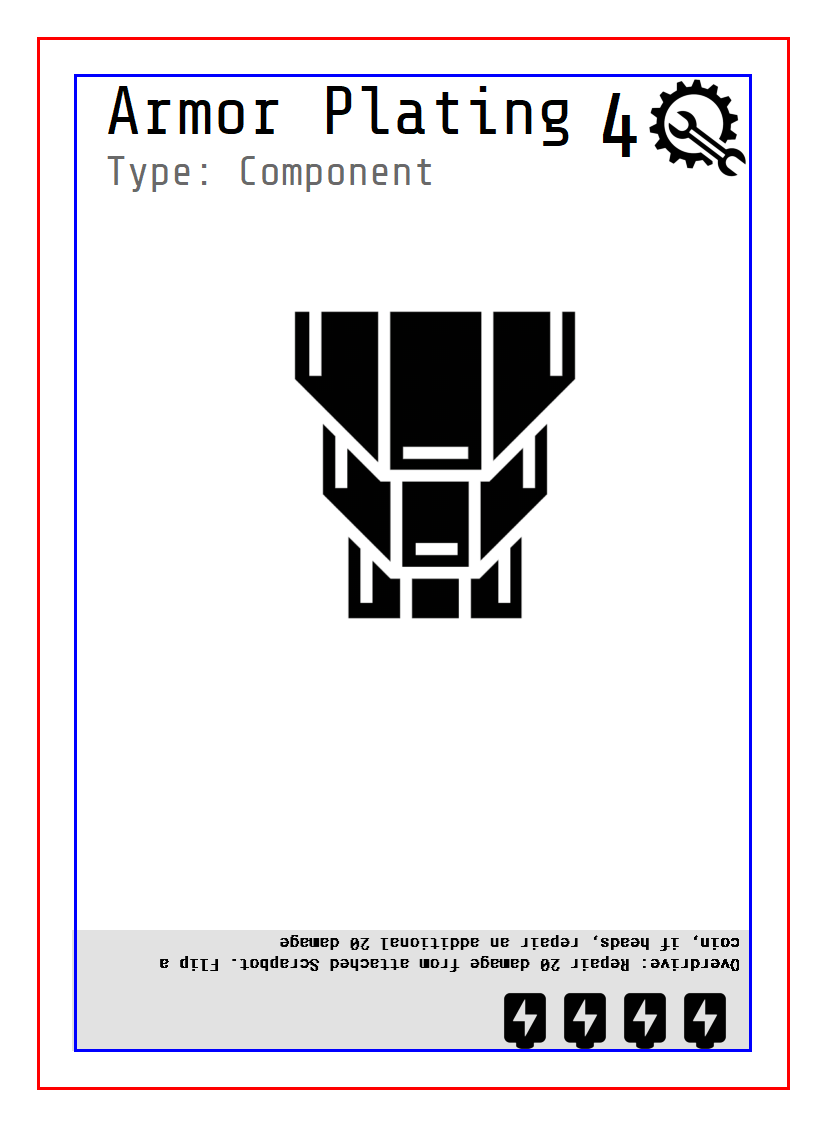 Armor Plating 4
Type: Component
Overdrive: Repair 20 damage from attached Scrapbot. Flip a
coin, if heads, repair an additional 20 damage